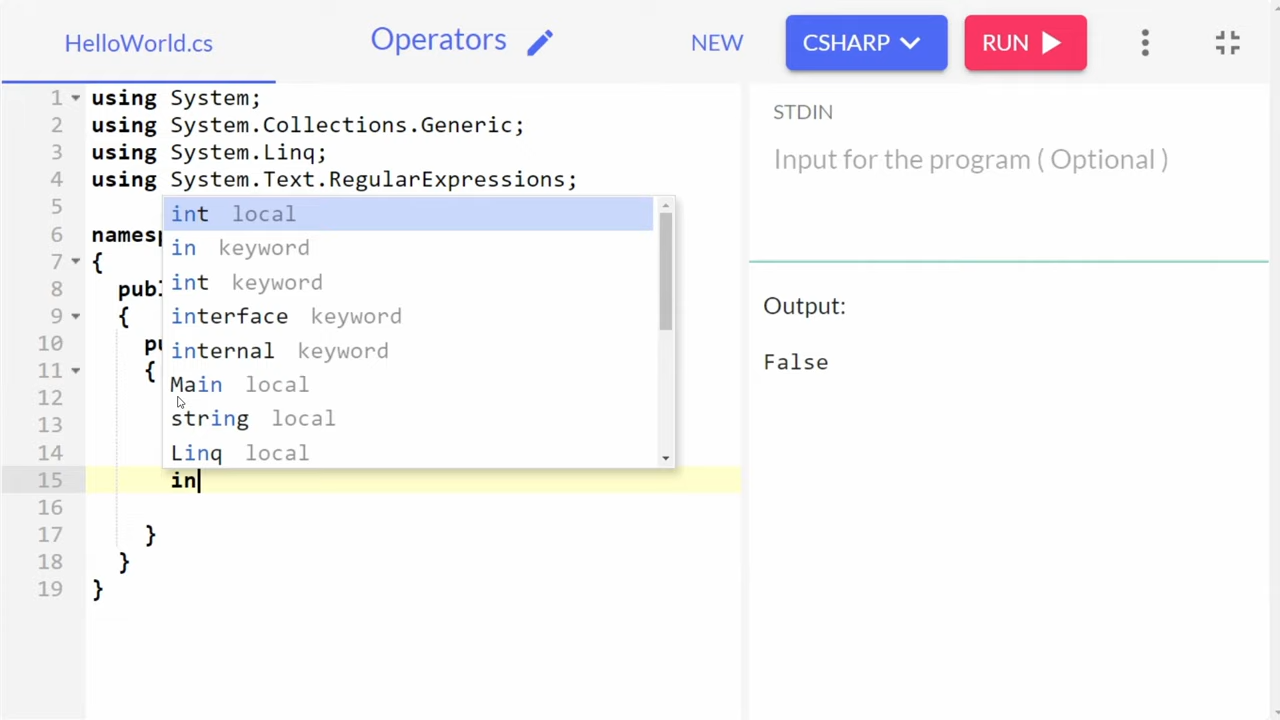 HelloWorld.cs
Operators
NEW
CSHARP
RUN
1 using System;
2 using System.Collections.Generic;
3 using System.Linq;
4 using System.Text.RegularExpressions;
5
6 namesp
7 {
8 publ
9 {
10 pu
11 {
12
13
14
15 in
16
17 }
18 }
19 }
int local
in keyword
int keyword
interface keyword
internal keyword
Main local
string local
Linq local
STDIN
Input for the program ( Optional )
Output:
False